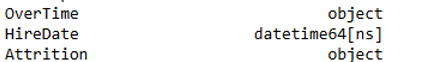 OverTime object
HireDate datetime64[ns]
Attrition object